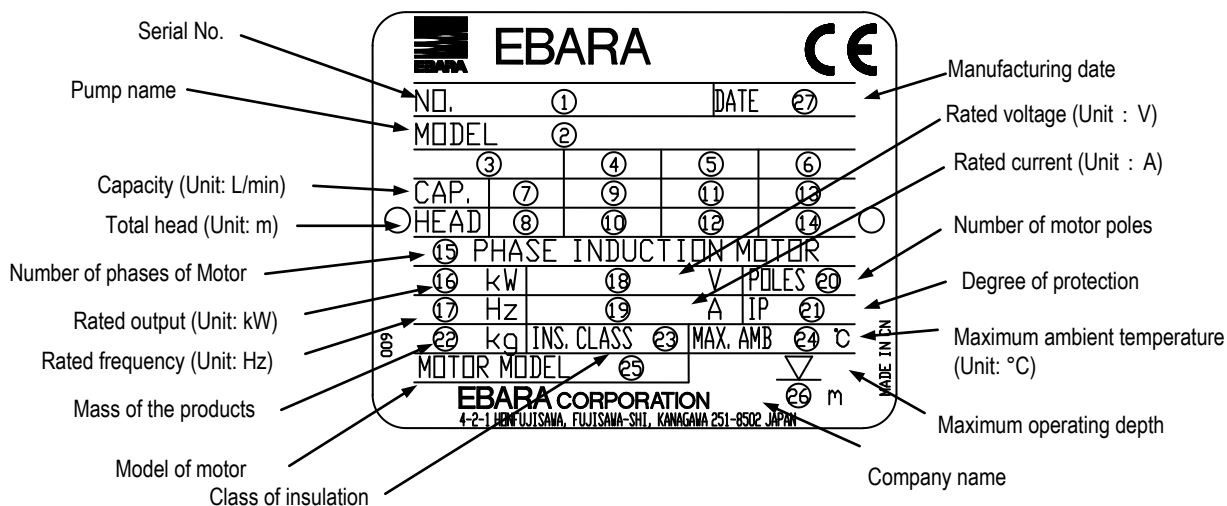 EBARA EBARA CE
Serial No.
Manufacturing date
Pump name
NO. ① DATE ㉗
Rated voltage (Unit : V)
MODEL ②
Rated current (Unit : A)
③ ④ ⑤ ⑥
Capacity (Unit: L/min)
CAP. ⑦ ⑨ ⑪ ⑬
Total head (Unit: m)
HEAD ⑧ ⑩ ⑫ ⑭
Number of motor poles
⑮ PHASE INDUCTION MOTOR
Number of phases of Motor
⑯ kW ⑱ V POLES ⑳
Degree of protection
Rated output (Unit: kW)
⑰ Hz ⑲ A IP ㉑
Maximum ambient temperature
(Unit: °C)
Rated frequency (Unit: Hz)
009
㉒ kg INS. CLASS ㉓ MAX. AMB ㉔ ℃
MADE IN CN
MOTOR MODEL ㉕
㉖ m
Mass of the products
EBARA CORPORATION
4-2-1 HONFUJISAWA, FUJISAWA-SHI, KANAGAWA 251-8502 JAPAN
Maximum operating depth
Model of motor
Company name
Class of insulation